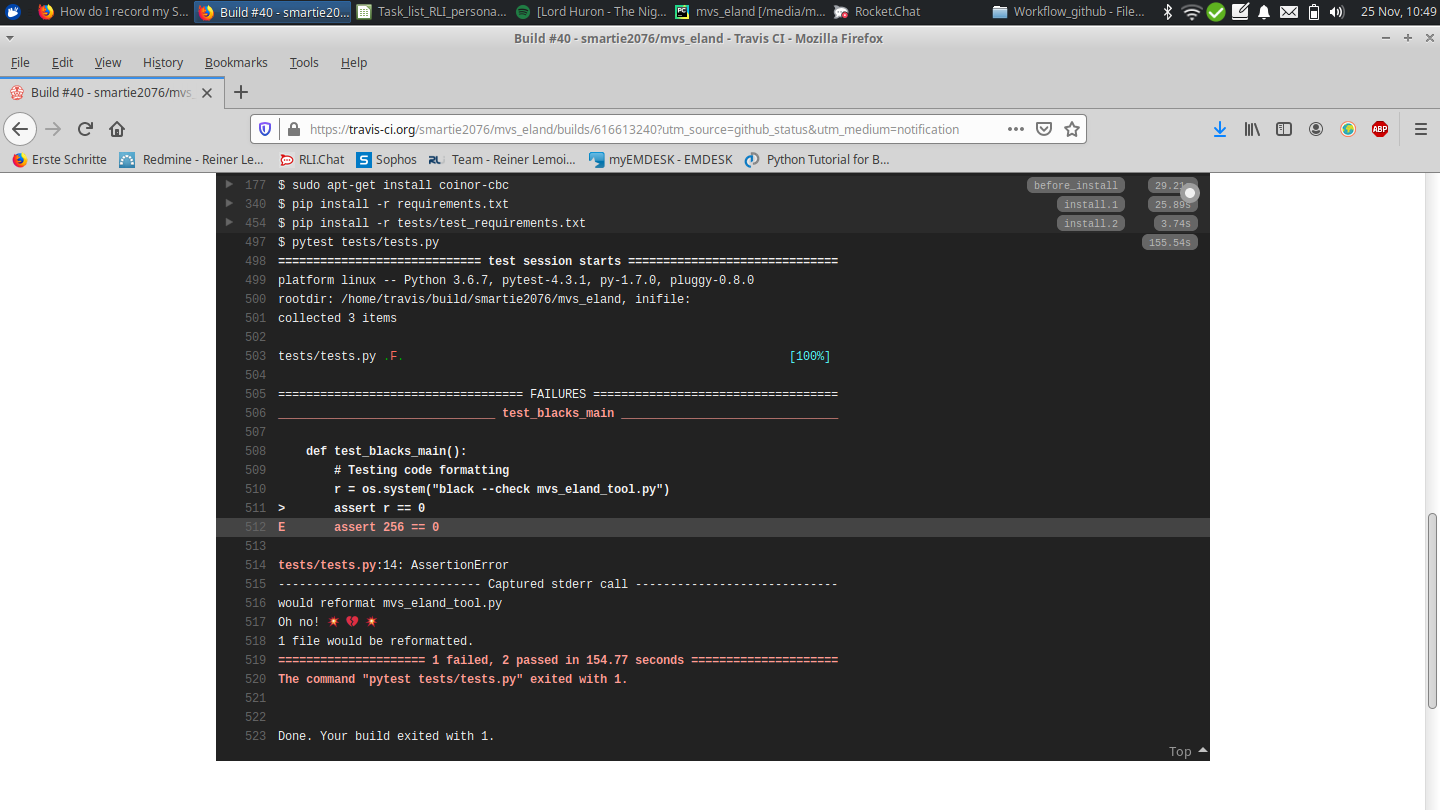 How do I record my S...
Build #40 - smartie2076...
Task_list_RLI_persona...
[Lord Huron - The Nig...
mvs_eland [/media/m...
Rocket.Chat
Workflow_github - File...
25 Nov, 10:49
Build #40 - smartie2076/mvs_eland - Travis CI - Mozilla Firefox
File Edit View History Bookmarks Tools Help
Build #40 - smartie2076/mvs_
https://travis-ci.org/smartie2076/mvs_eland/builds/616613240?utm_source=github_status&utm_medium=notification
ABP
Erste Schritte
Redmine - Reiner Le...
RLI.Chat
Sophos
Team - Reiner Lemoi...
myEMDESK - EMDESK
Python Tutorial for B...
177 $ sudo apt-get install coinor-cbc before_install 29.21s
340 $ pip install -r requirements.txt install.1 25.89s
454 $ pip install -r tests/test_requirements.txt install.2 3.74s
497 $ pytest tests/tests.py 155.54s
498 ============================= test session starts ==============================
499 platform linux -- Python 3.6.7, pytest-4.3.1, py-1.7.0, pluggy-0.8.0
500 rootdir: /home/travis/build/smartie2076/mvs_eland, inifile:
501 collected 3 items
502
503 tests/tests.py .F. [100%]
504
505 =================================== FAILURES ===================================
506 _______________________________ test_blacks_main _______________________________
507
508 def test_blacks_main():
509 # Testing code formatting
510 r = os.system("black --check mvs_eland_tool.py")
511 > assert r == 0
512 E assert 256 == 0
513
514 tests/tests.py:14: AssertionError
515 ----------------------------- Captured stderr call -----------------------------
516 would reformat mvs_eland_tool.py
517 Oh no! 💥 💔 💥
518 1 file would be reformatted.
519 ===================== 1 failed, 2 passed in 154.77 seconds =====================
520 The command "pytest tests/tests.py" exited with 1.
521
522
523 Done. Your build exited with 1.
Top